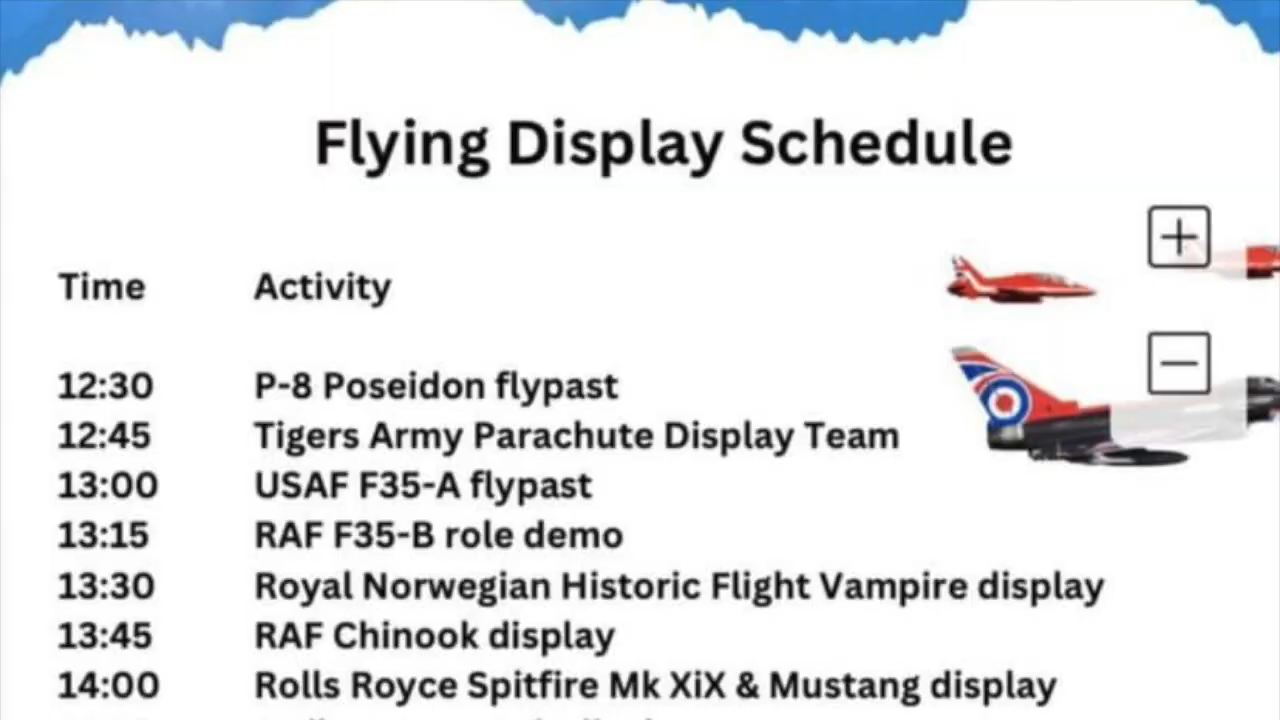 Flying Display Schedule
Time Activity
12:30 P-8 Poseidon flypast
12:45 Tigers Army Parachute Display Team
13:00 USAF F35-A flypast
13:15 RAF F35-B role demo
13:30 Royal Norwegian Historic Flight Vampire display
13:45 RAF Chinook display
14:00 Rolls Royce Spitfire Mk XiX & Mustang display